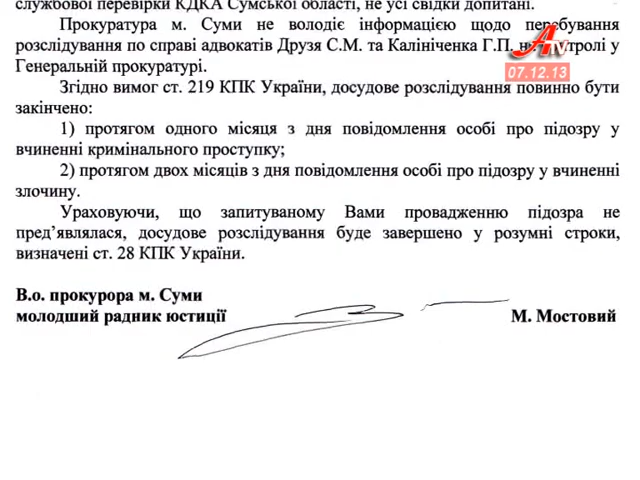 службової перевірки КДКА Сумської області, не усі свідки допитані.
Прокуратура м. Суми не володіє інформацією щодо перебування
розслідування по справі адвокатів Друзя С.М. та Калініченка Г.П. на контролі у
Генеральній прокуратурі.
Згідно вимог ст. 219 КПК України, досудове розслідування повинно бути
закінчено:
1) протягом одного місяця з дня повідомлення особі про підозру у
вчиненні кримінального проступку;
2) протягом двох місяців з дня повідомлення особі про підозру у вчиненні
злочину.
Ураховуючи, що запитуваному Вами провадженню підозра не
пред’являлася, досудове розслідування буде завершено у розумні строки,
визначені ст. 28 КПК України.
В.о. прокурора м. Суми
молодший радник юстиції М. Мостовий
07.12.13